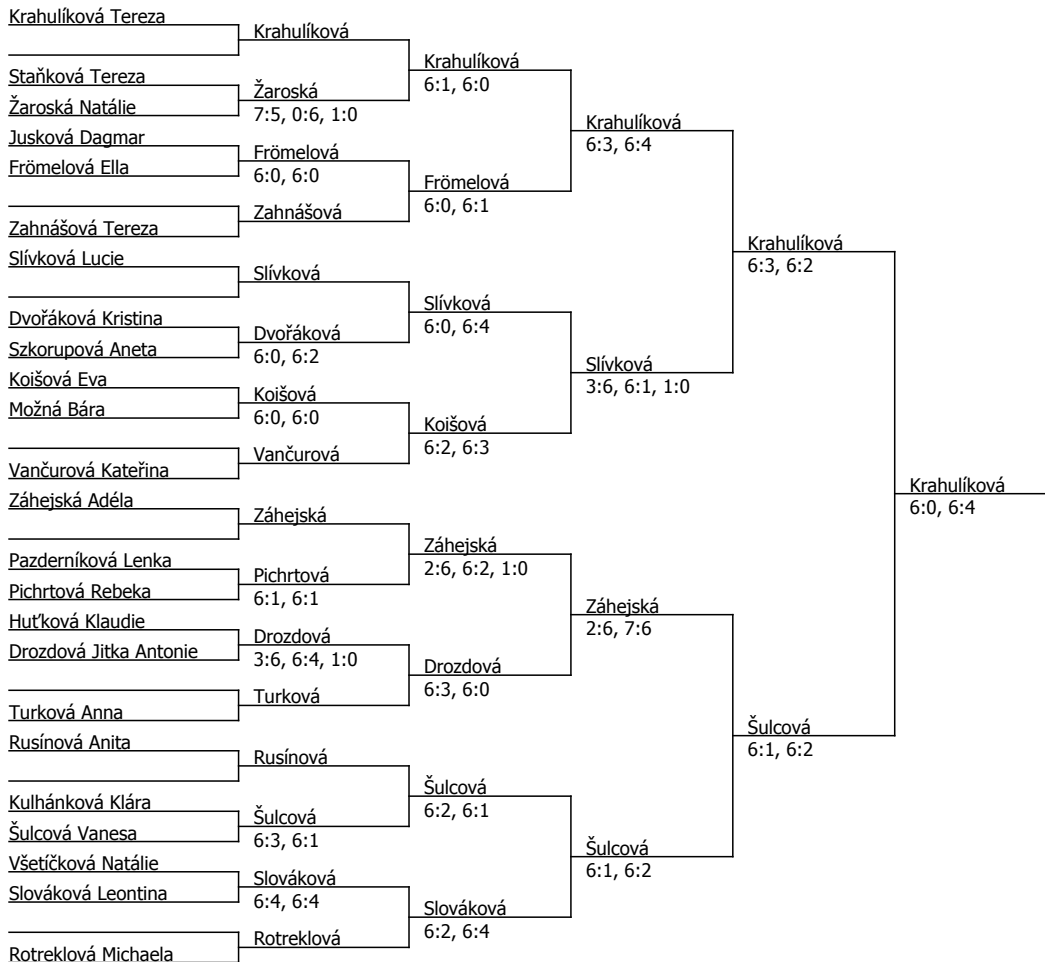 Krahulíková Tereza
Staňková Tereza
Žaroská Natálie
Jusková Dagmar
Frömelová Ella
Zahnášová Tereza
Slívková Lucie
Dvořáková Kristina
Szkorupová Aneta
Koišová Eva
Možná Bára
Vančurová Kateřina
Záhejská Adéla
Pazderníková Lenka
Pichrtová Rebeka
Huťková Klaudie
Drozdová Jitka Antonie
Turková Anna
Rusínová Anita
Kulhánková Klára
Šulcová Vanesa
Všetíčková Natálie
Slováková Leontina
Rotreklová Michaela
Krahulíková
Žaroská
7:5, 0:6, 1:0
Frömelová
6:0, 6:0
Zahnášová
Slívková
Dvořáková
6:0, 6:2
Koišová
6:0, 6:0
Vančurová
Záhejská
Pichrtová
6:1, 6:1
Drozdová
3:6, 6:4, 1:0
Turková
Rusínová
Šulcová
6:3, 6:1
Slováková
6:4, 6:4
Rotreklová
Krahulíková
6:1, 6:0
Frömelová
6:0, 6:1
Slívková
6:0, 6:4
Koišová
6:2, 6:3
Záhejská
2:6, 6:2, 1:0
Drozdová
6:3, 6:0
Šulcová
6:2, 6:1
Slováková
6:2, 6:4
Krahulíková
6:3, 6:4
Slívková
3:6, 6:1, 1:0
Záhejská
2:6, 7:6
Šulcová
6:1, 6:2
Krahulíková
6:3, 6:2
Šulcová
6:1, 6:2
Krahulíková
6:0, 6:4